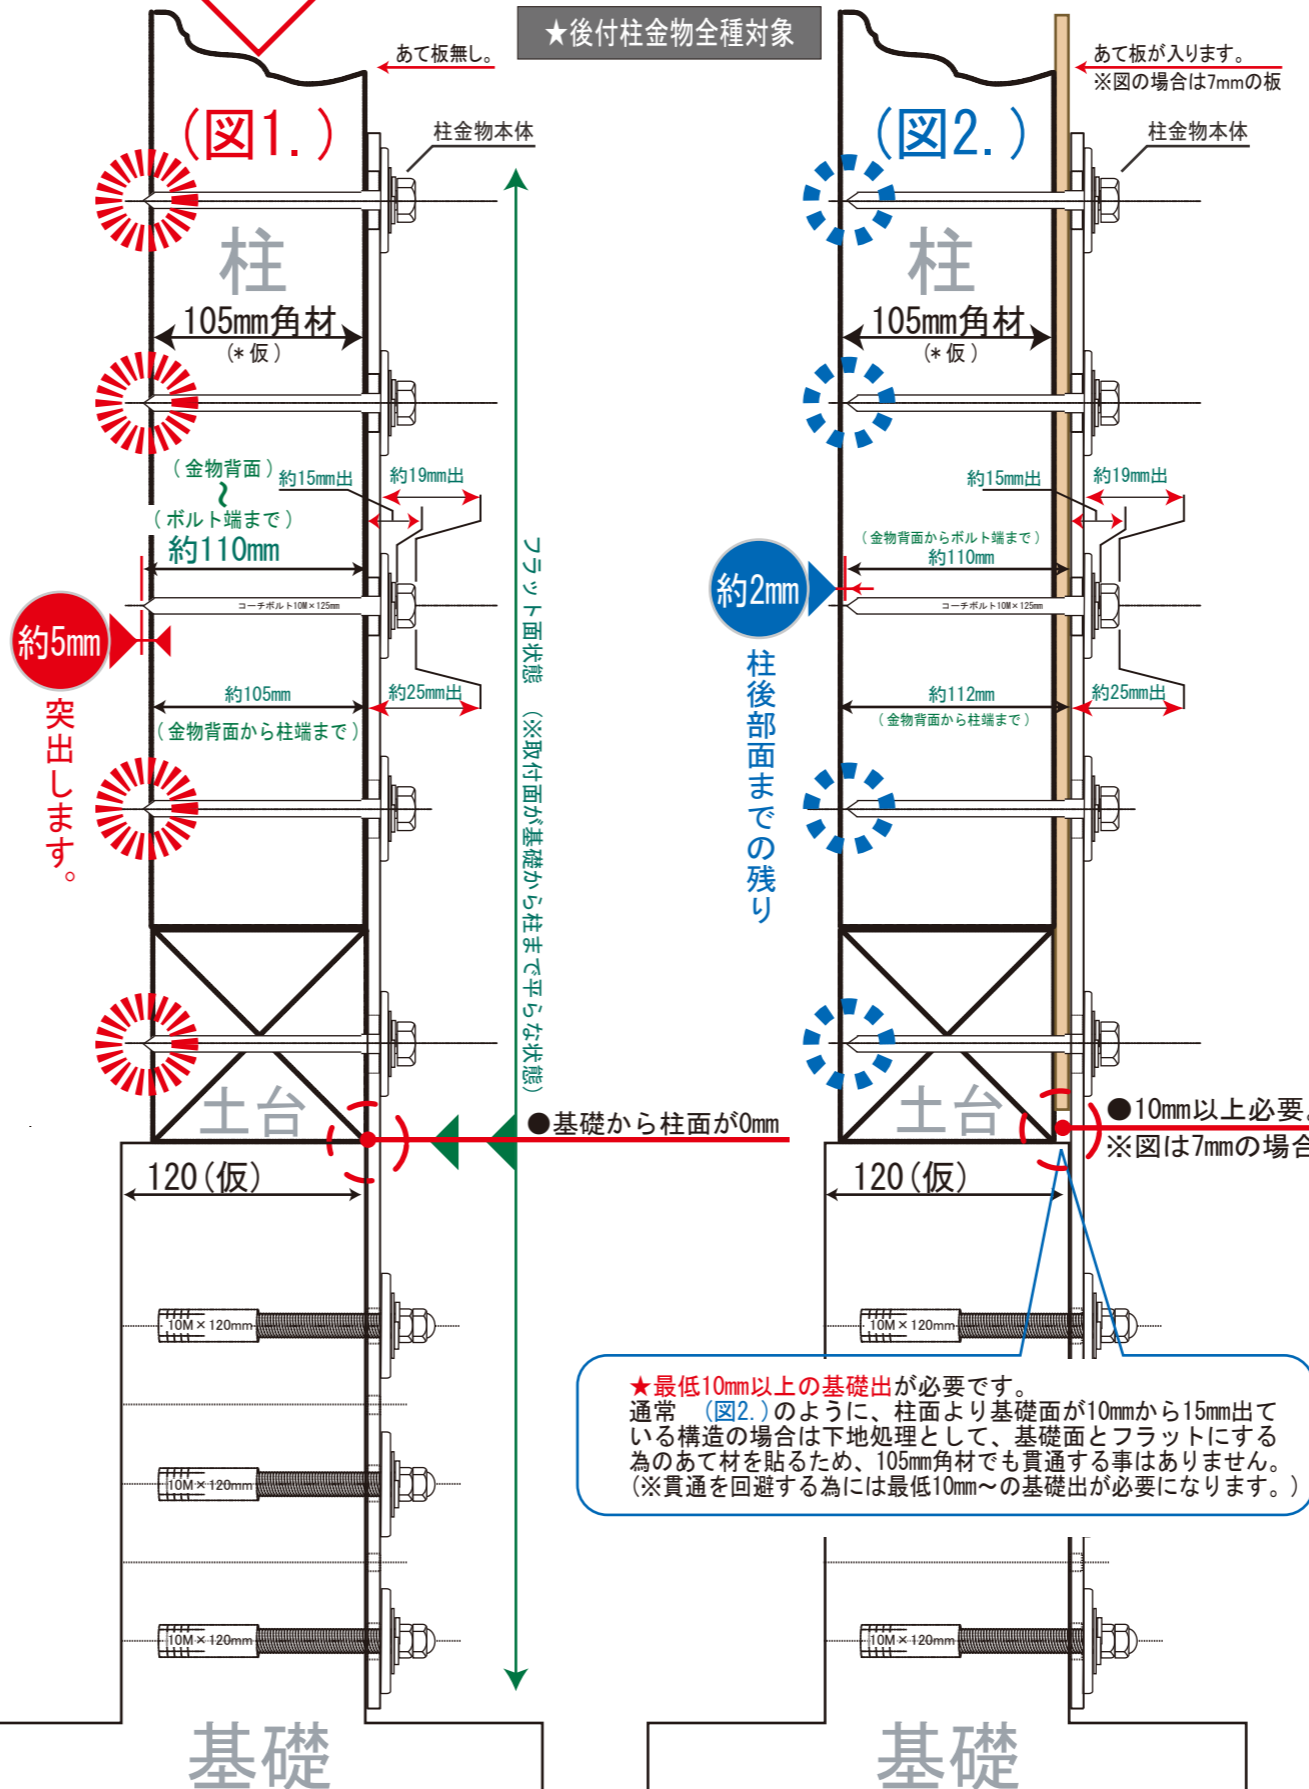 ★後付柱金物全種対象
あて板無し。
(図1.)
柱金物本体
柱
105mm角材
(*仮)
(金物背面)
〜
(ボルト端まで)
約110mm
約15mm出
約19mm出
コーチボルト10M×125mm
約5mm
突出します。
約105mm
(金物背面から柱端まで)
約25mm出
フラット面状態 (※取付面が基礎から柱まで平らな状態)
土台
●基礎から柱面が0mm
120(仮)
10M×120mm
10M×120mm
10M×120mm
基礎
あて板が入ります。
※図の場合は7mmの板
(図2.)
柱金物本体
柱
105mm角材
(*仮)
約15mm出
約19mm出
(金物背面からボルト端まで)
約110mm
コーチボルト10M×125mm
約2mm
柱後部面までの残り
約112mm
(金物背面から柱端まで)
約25mm出
土台
●10mm以上必要。
※図は7mmの場合
120(仮)
10M×120mm
★最低10mm以上の基礎出が必要です。
通常 (図2.)のように、柱面より基礎面が10mmから15mm出て
いる構造の場合は下地処理として、基礎面とフラットにする
為のあて材を貼るため、105mm角材でも貫通する事はありません。
(※貫通を回避する為には最低10mm〜の基礎出が必要になります。)
10M×120mm
基礎